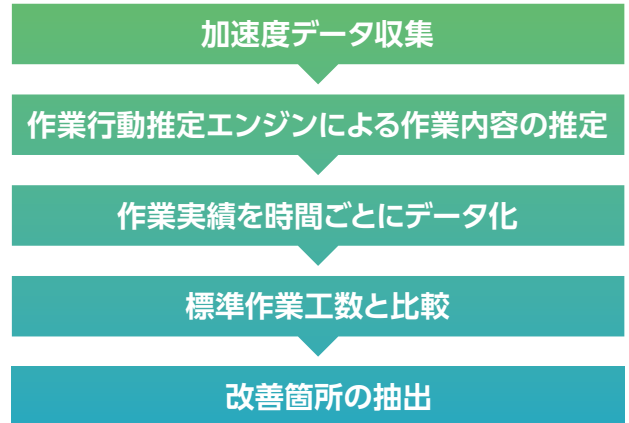 加速度データ収集
作業行動推定エンジンによる作業内容の推定
作業実績を時間ごとにデータ化
標準作業工数と比較
改善箇所の抽出